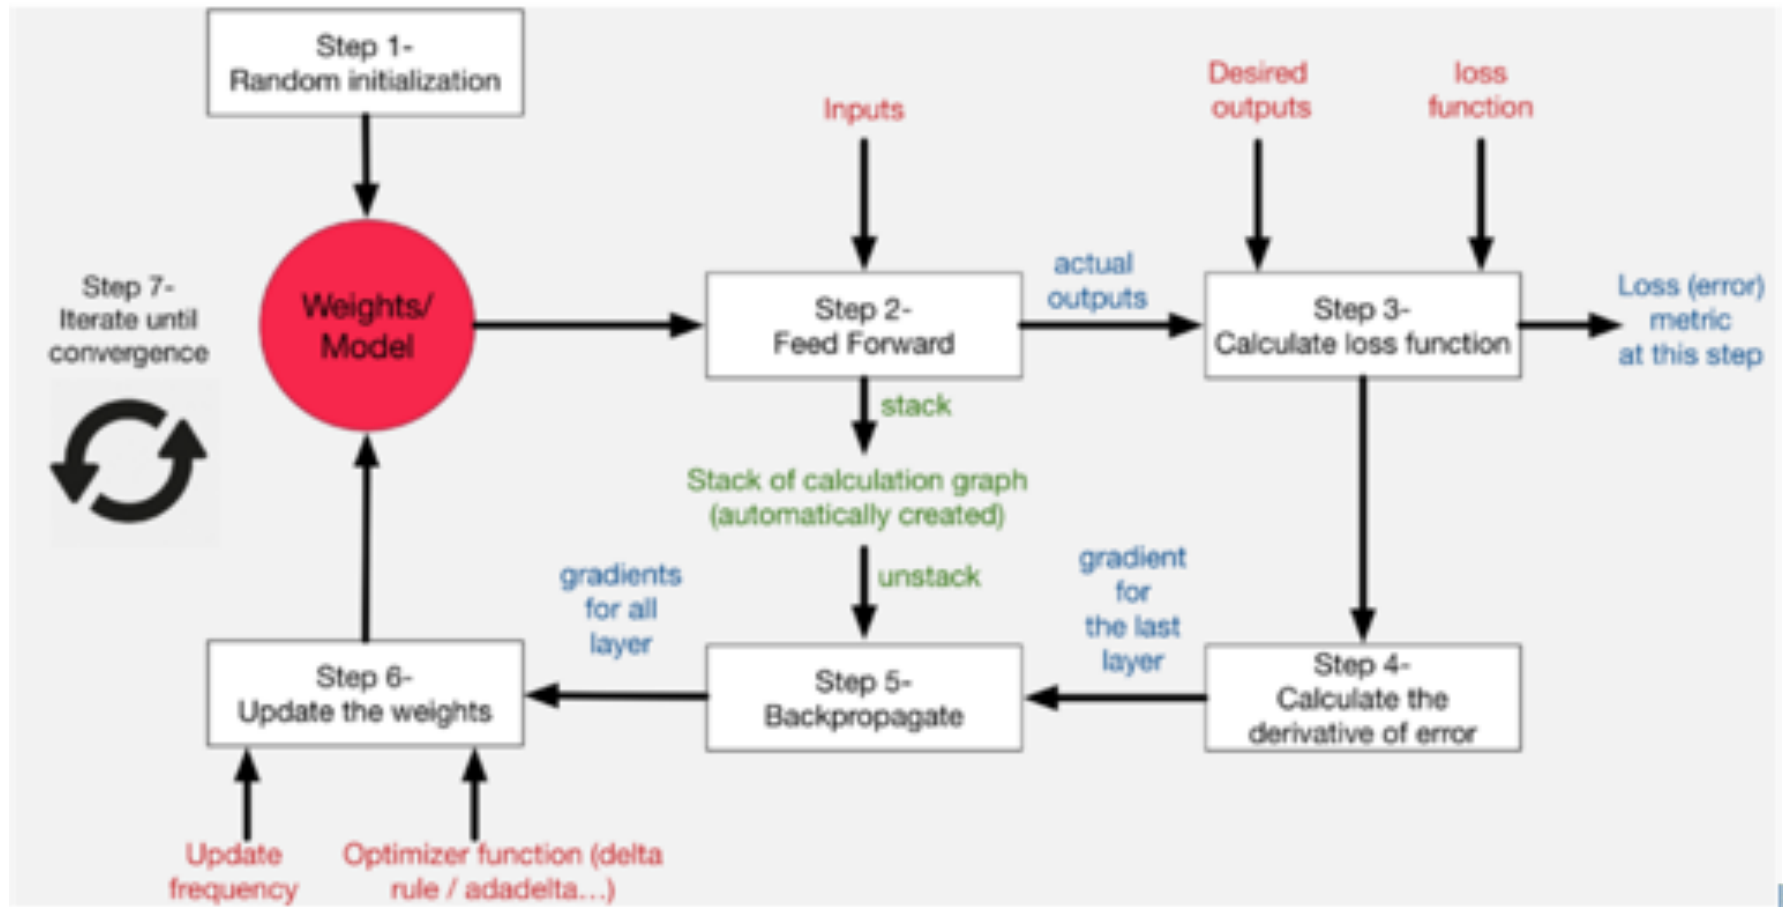 Step 1-
Random initialization
Inputs
Desired
outputs
loss
function
Step 7-
Iterate until
convergence
Weights/
Model
Step 2-
Feed Forward
actual
outputs
Step 3-
Calculate loss function
Loss (error)
metric
at this step
stack
Stack of calculation graph
(automatically created)
unstack
gradients
for all
layer
gradient
for
the last
layer
Step 6-
Update the weights
Step 5-
Backpropagate
Step 4-
Calculate the
derivative of error
Update
frequency
Optimizer function (delta
rule / adadelta...)